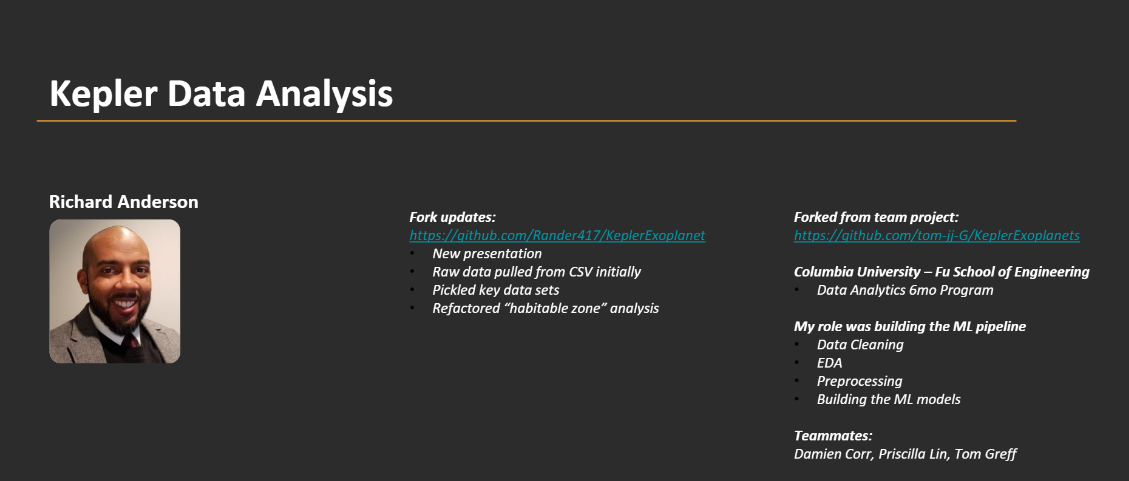 Kepler Data Analysis
Richard Anderson
Fork updates:
https://github.com/Rander417/KeplerExoplanet
• New presentation
• Raw data pulled from CSV initially
• Pickled key data sets
• Refactored “habitable zone” analysis
Forked from team project:
https://github.com/tom-jj-G/KeplerExoplanets
Columbia University – Fu School of Engineering
• Data Analytics 6mo Program
My role was building the ML pipeline
• Data Cleaning
• EDA
• Preprocessing
• Building the ML models
Teammates:
Damien Corr, Priscilla Lin, Tom Greff